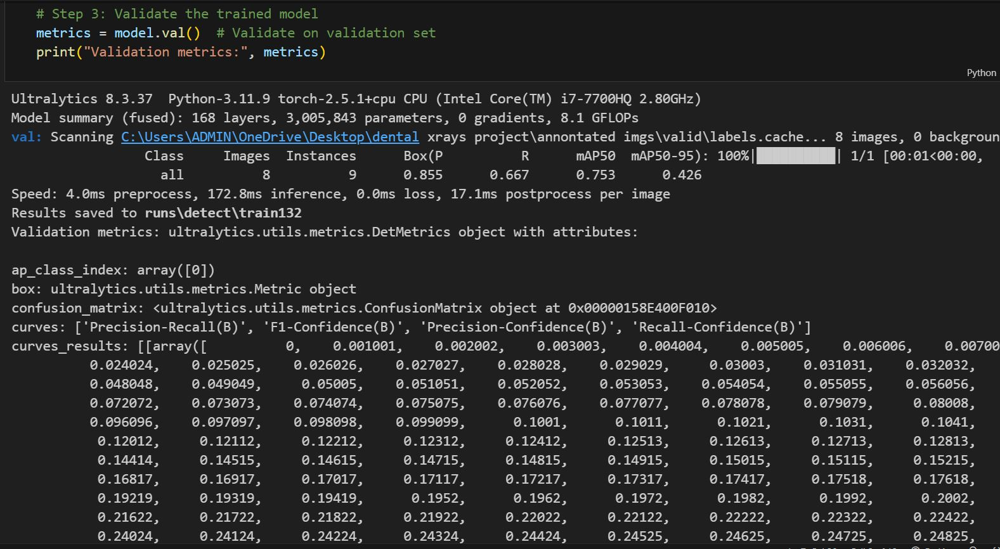 # Step 3: Validate the trained model
metrics = model.val()  # Validate on validation set
print("Validation metrics:", metrics)
Python
Ultralytics 8.3.37  Python-3.11.9 torch-2.5.1+cpu CPU (Intel Core(TM) i7-7700HQ 2.80GHz)
Model summary (fused): 168 layers, 3,005,843 parameters, 0 gradients, 8.1 GFLOPs
val: Scanning C:\Users\ADMIN\OneDrive\Desktop\dental xrays project\annontated imgs\valid\labels.cache... 8 images, 0 backgroun
Class Images Instances Box(P R mAP50 mAP50-95): 100%|██████████| 1/1 [00:01<00:00,
all 8 9 0.855 0.667 0.753 0.426
Speed: 4.0ms preprocess, 172.8ms inference, 0.0ms loss, 17.1ms postprocess per image
Results saved to runs\detect\train132
Validation metrics: ultralytics.utils.metrics.DetMetrics object with attributes:
ap_class_index: array([0])
box: ultralytics.utils.metrics.Metric object
confusion_matrix: <ultralytics.utils.metrics.ConfusionMatrix object at 0x00000158E400F010>
curves: ['Precision-Recall(B)', 'F1-Confidence(B)', 'Precision-Confidence(B)', 'Recall-Confidence(B)']
curves_results: [[array([ 0, 0.001001, 0.002002, 0.003003, 0.004004, 0.005005, 0.006006, 0.00700
0.024024, 0.025025, 0.026026, 0.027027, 0.028028, 0.029029, 0.03003, 0.031031, 0.032032,
0.048048, 0.049049, 0.05005, 0.051051, 0.052052, 0.053053, 0.054054, 0.055055, 0.056056,
0.072072, 0.073073, 0.074074, 0.075075, 0.076076, 0.077077, 0.078078, 0.079079, 0.08008,
0.096096, 0.097097, 0.098098, 0.099099, 0.1001, 0.1011, 0.1021, 0.1031, 0.1041,
0.12012, 0.12112, 0.12212, 0.12312, 0.12412, 0.12513, 0.12613, 0.12713, 0.12813,
0.14414, 0.14515, 0.14615, 0.14715, 0.14815, 0.14915, 0.15015, 0.15115, 0.15215,
0.16817, 0.16917, 0.17017, 0.17117, 0.17217, 0.17317, 0.17417, 0.17518, 0.17618,
0.19219, 0.19319, 0.19419, 0.1952, 0.1962, 0.1972, 0.1982, 0.1992, 0.2002,
0.21622, 0.21722, 0.21822, 0.21922, 0.22022, 0.22122, 0.22222, 0.22322, 0.22422,
0.24024, 0.24124, 0.24224, 0.24324, 0.24424, 0.24525, 0.24625, 0.24725, 0.24825,